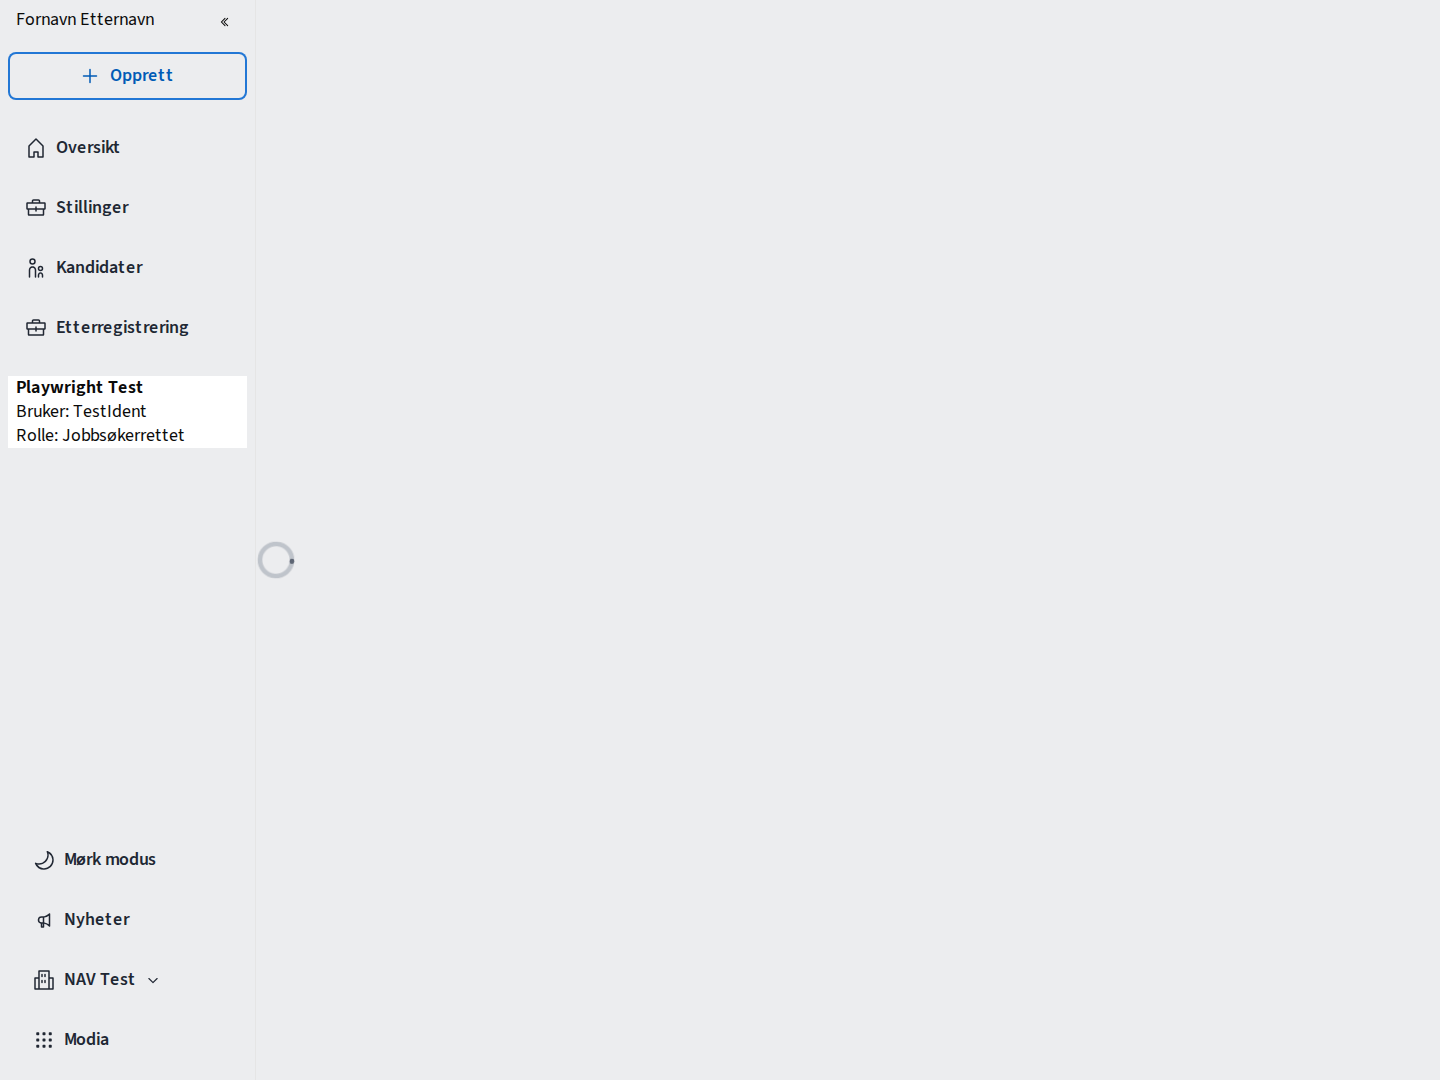 Fornavn Etternavn
Opprett
Oversikt
Stillinger
Kandidater
Etterregistrering
Playwright Test
Bruker: TestIdent
Rolle: Jobbsøkerrettet
Mørk modus
Nyheter
NAV Test
Modia